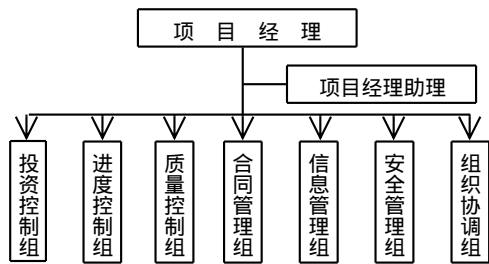 项 目 经 理
项目经理助理
投资控制组
进度控制组
质量控制组
合同管理组
信息管理组
安全管理组
组织协调组